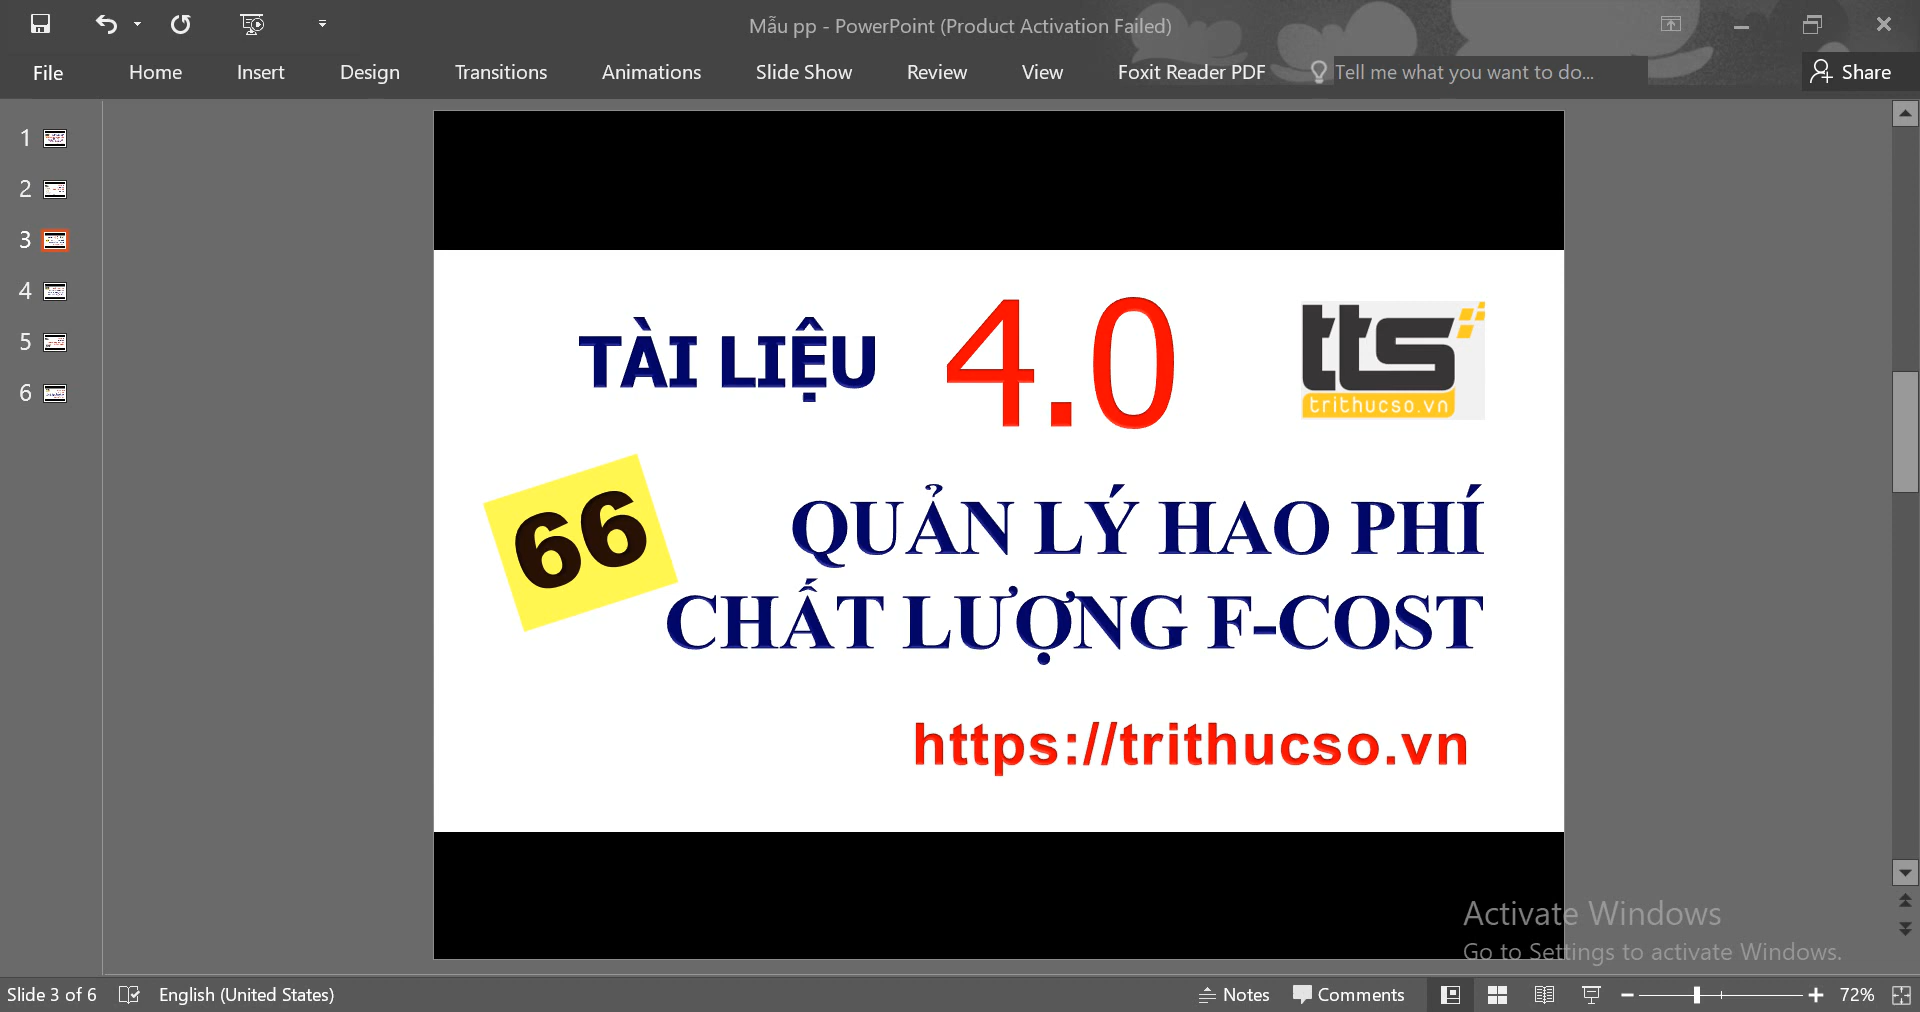 Mẫu pp - PowerPoint (Product Activation Failed)
File Home Insert Design Transitions Animations Slide Show Review View Foxit Reader PDF Tell me what you want to do... Share
1
2
3
4
5
6
TÀI LIỆU 4.0
tts
trithucso.vn
66
QUẢN LÝ HAO PHÍ
CHẤT LƯỢNG F-COST
https://trithucso.vn
Activate Windows
Go to Settings to activate Windows.
Slide 3 of 6 English (United States) Notes Comments 72%